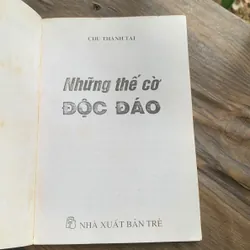 CHU THANH TÀI
Những thế cờ
ĐỘC ĐÁO
NHÀ XUẤT BẢN TRẺ